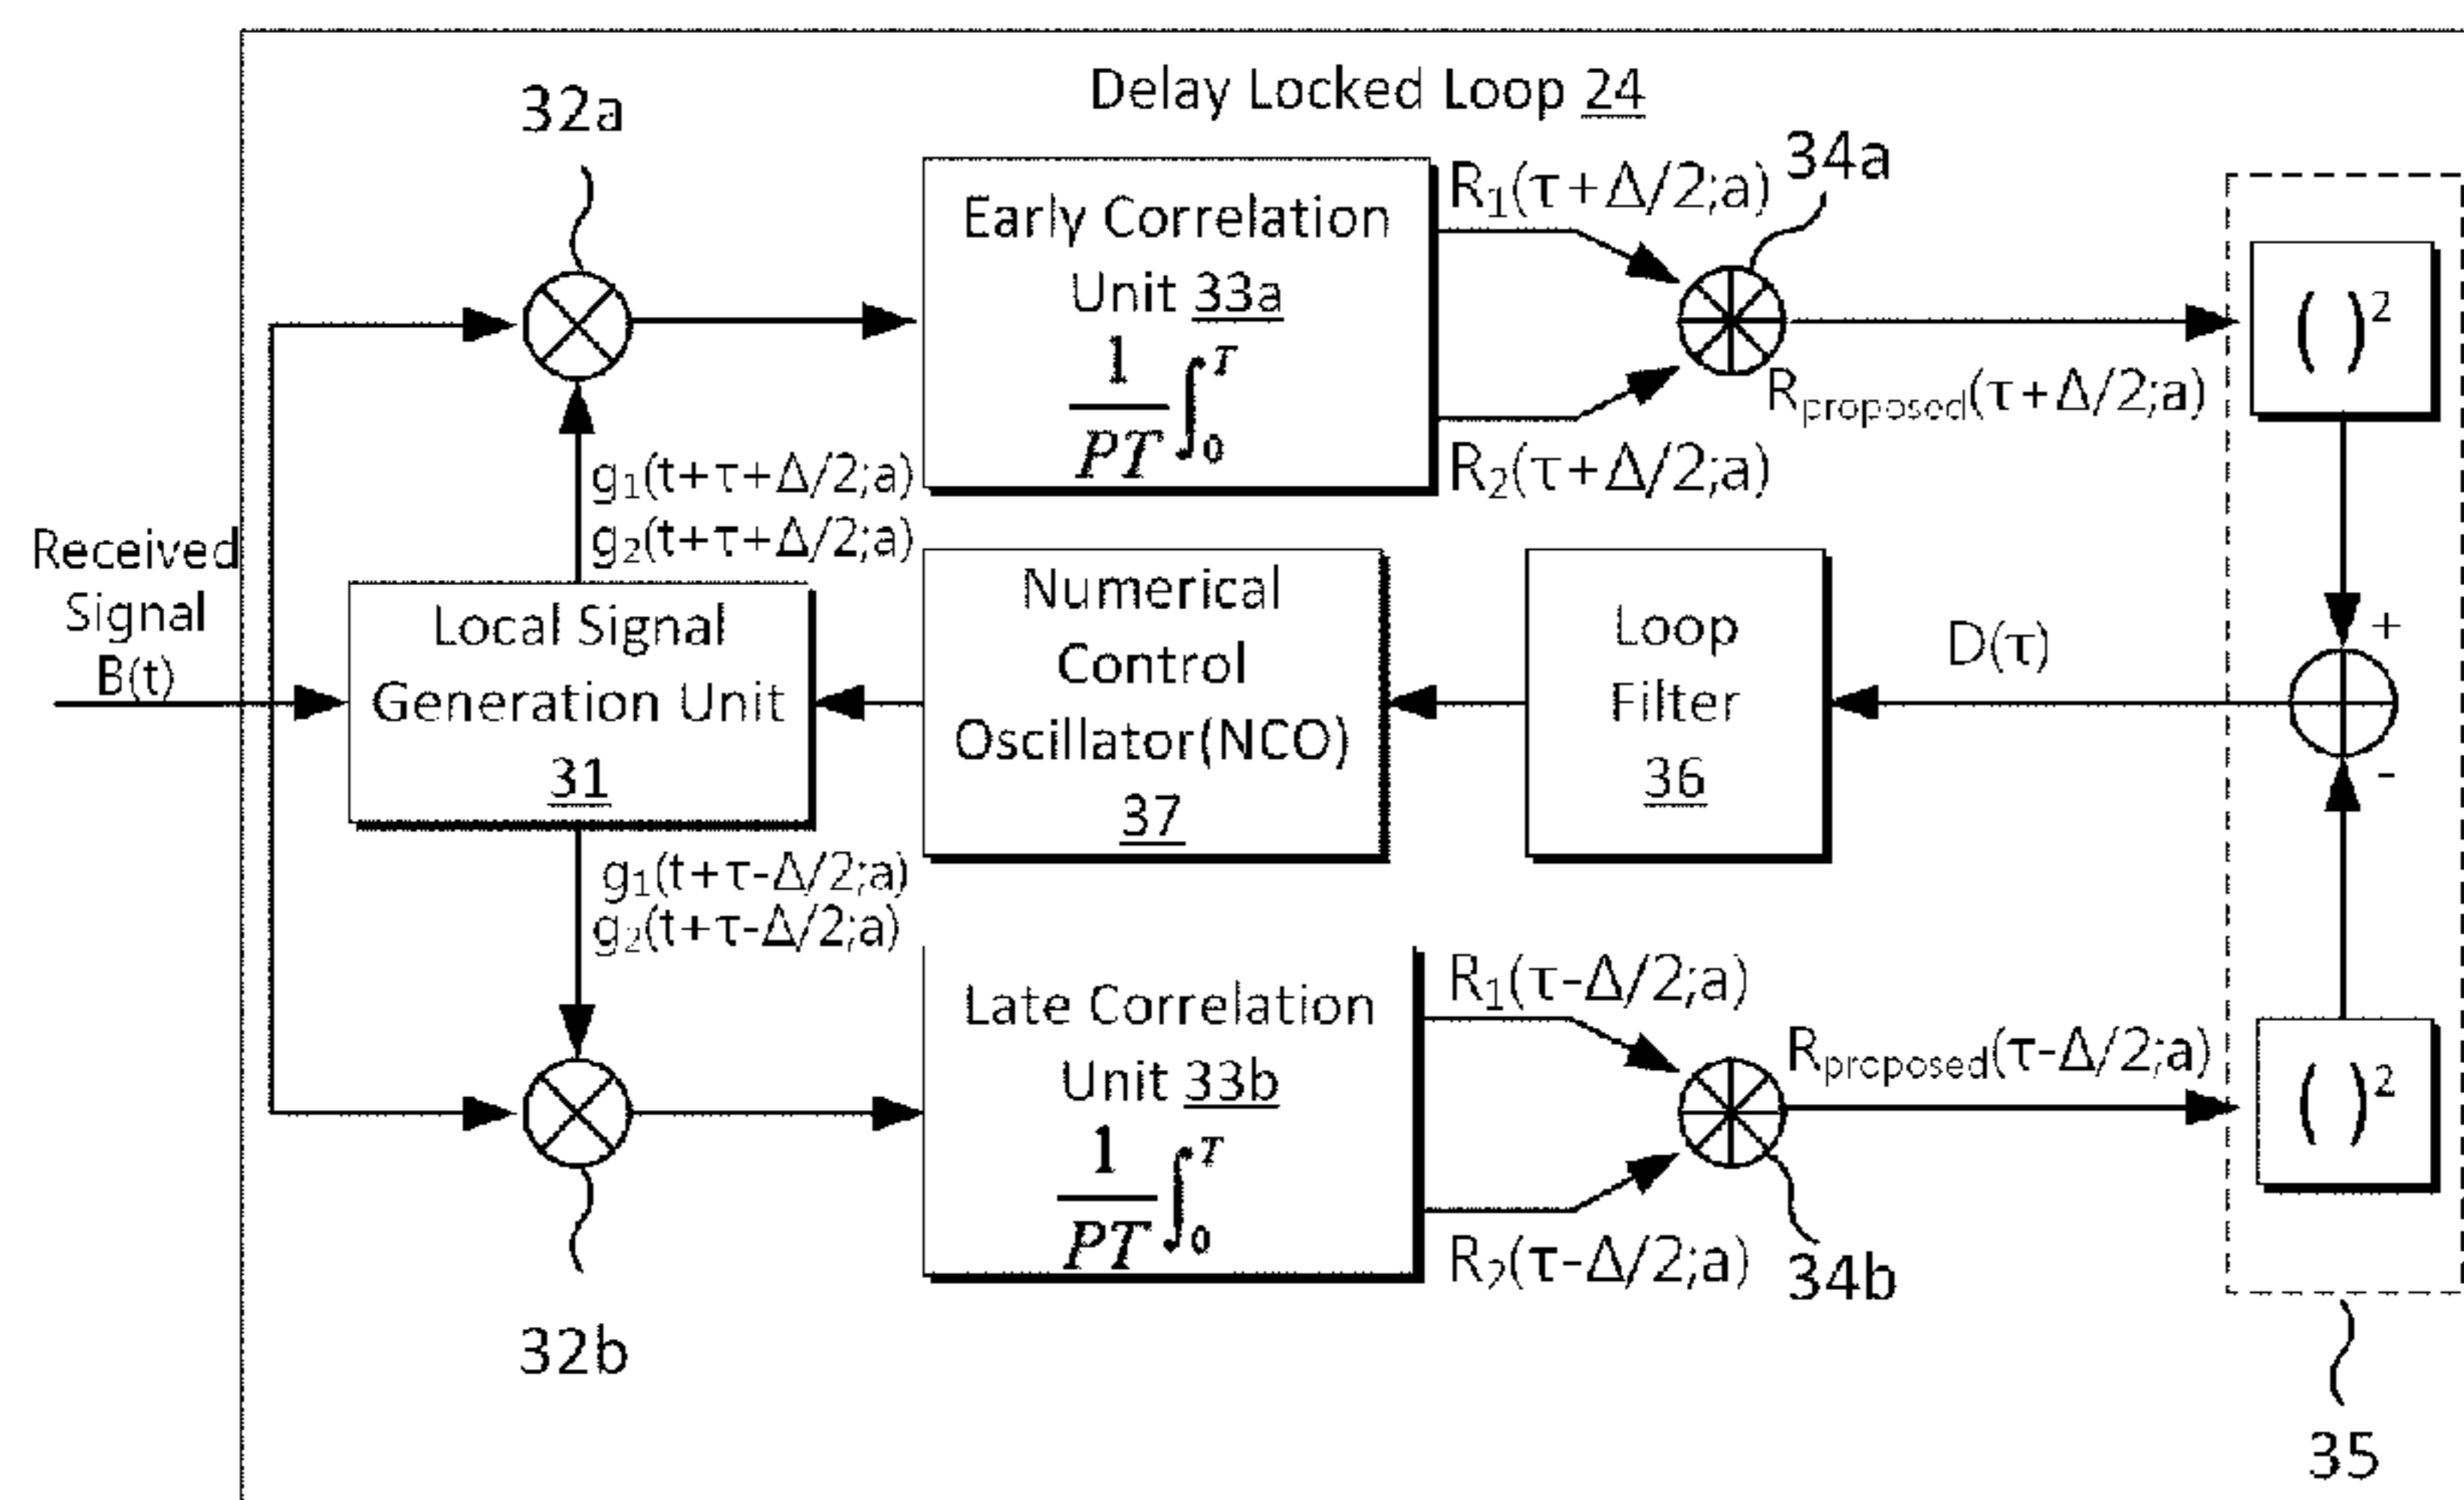 Delay Locked Loop 24
32a
34a
Early Correlation
Unit 33a
1
PT
∫
T
0
R₁(τ+Δ/2;a)
R₂(τ+Δ/2;a)
Rproposed(τ+Δ/2;a)
( )²
g₁(t+τ+Δ/2;a)
g₂(t+τ+Δ/2;a)
Received
Signal
B(t)
Local Signal
Generation Unit
31
Numerical
Control
Oscillator(NCO)
37
Loop
Filter
36
D(τ)
+
-
g₁(t+τ-Δ/2;a)
g₂(t+τ-Δ/2;a)
Late Correlation
Unit 33b
1
PT
∫
T
0
R₁(τ-Δ/2;a)
R₂(τ-Δ/2;a)
Rproposed(τ-Δ/2;a)
( )²
34b
32b
35